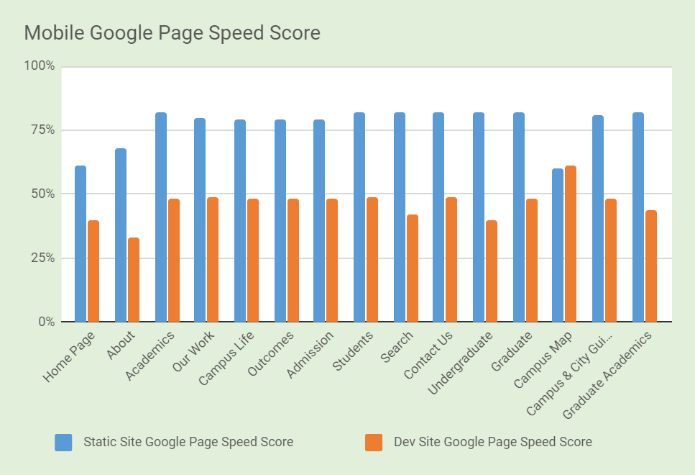 Mobile Google Page Speed Score
100%
75%
50%
25%
0%
Home Page
About
Academics
Our Work
Campus Life
Outcomes
Admission
Students
Search
Contact Us
Undergraduate
Graduate
Campus Map
Campus & City Gui...
Graduate Academics
Static Site Google Page Speed Score
Dev Site Google Page Speed Score